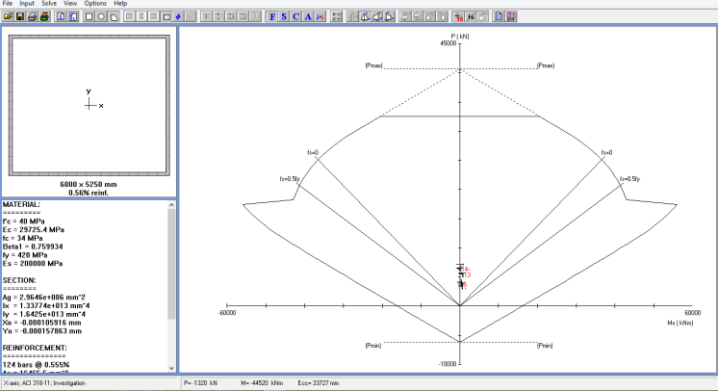 File Input Solve View Options Help
F S C A
y
x
6000 x 5250 mm
0.56% reinf.
MATERIAL:
=========
f'c = 40 MPa
Ec = 29725.4 MPa
fc = 34 MPa
Beta1 = 0.759934
fy = 420 MPa
Es = 200000 MPa
SECTION:
========
Ag = 2.9646e+006 mm^2
Ix = 1.33774e+013 mm^4
Iy = 1.6425e+013 mm^4
Xo = -0.000105916 mm
Yo = -0.000157863 mm
REINFORCEMENT:
==============
124 bars @ 0.555%
P ( kN)
45000
(Pmax) (Pmax)
fs=0 fs=0
fs=0.5fy fs=0.5fy
-60000 60000
Mx ( kNm)
(Pmin) (Pmin)
-10000
X-axis; ACI 318-11; Investigation P= -1320 kN M= -44520 kNm Ecc= 33727 mm